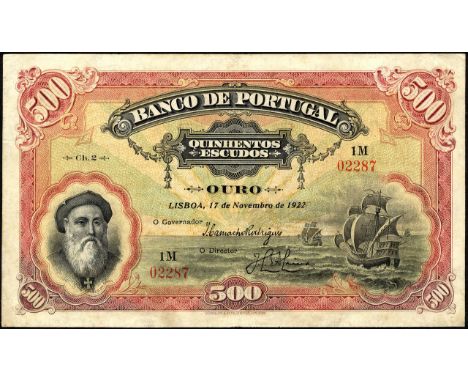 500
500
BANCO DE PORTUGAL
QUINHENTOS
ESCUDOS
Ch. 2
1M
02287
OURO
LISBOA, 17 de Novembro de 1922
O Governador
O Director
1M
02287
500
500
500